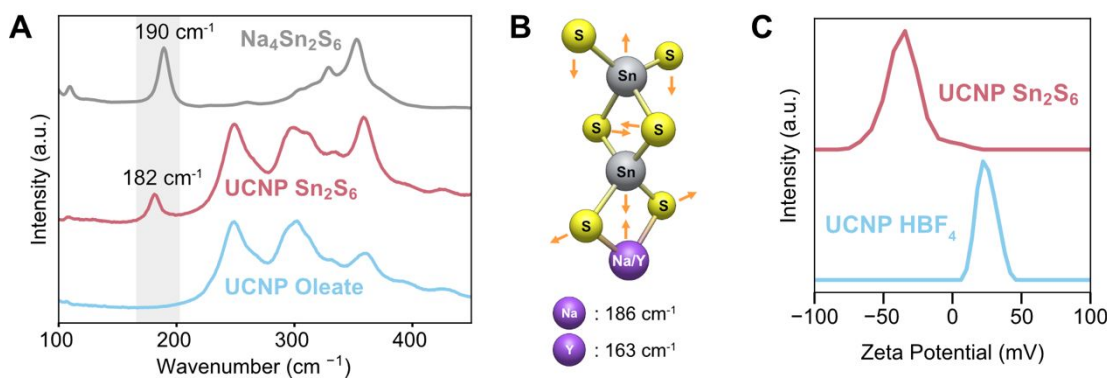 A
190 cm⁻¹
Na₄Sn₂S₆
182 cm⁻¹
UCNP Sn₂S₆
UCNP Oleate
Intensity (a.u.)
100 200 300 400
Wavenumber (cm ⁻¹)
B
S
S
Sn
S
S
Sn
S
S
Na/Y
Na : 186 cm⁻¹
Y : 163 cm⁻¹
C
UCNP Sn₂S₆
UCNP HBF₄
Intensity (a.u.)
−100 −50 0 50 100
Zeta Potential (mV)